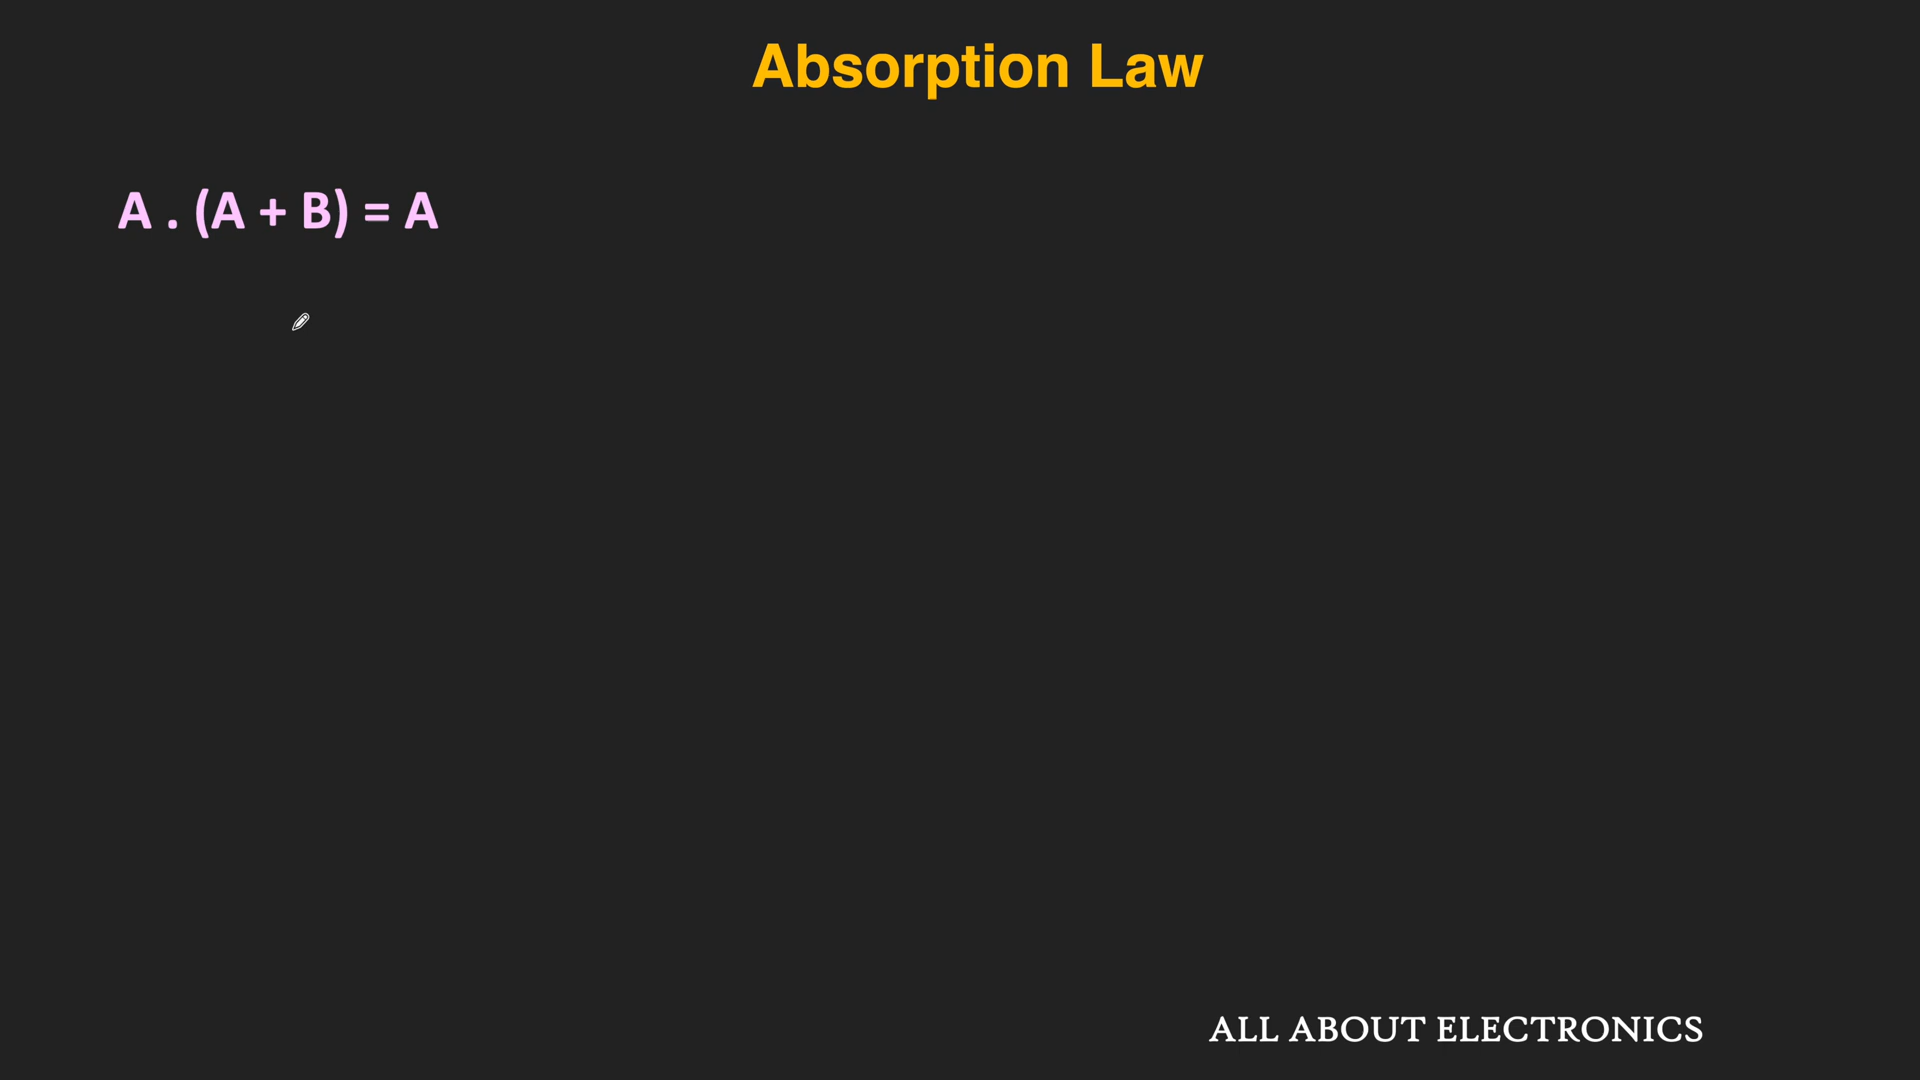 Absorption Law
A . (A + B) = A
ALL ABOUT ELECTRONICS